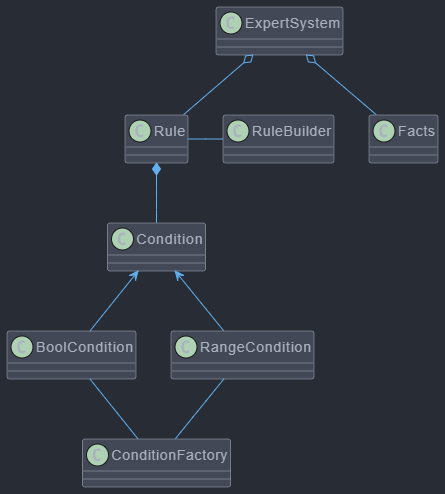 C ExpertSystem
C Rule
C RuleBuilder
C Facts
C Condition
C BoolCondition
C RangeCondition
C ConditionFactory